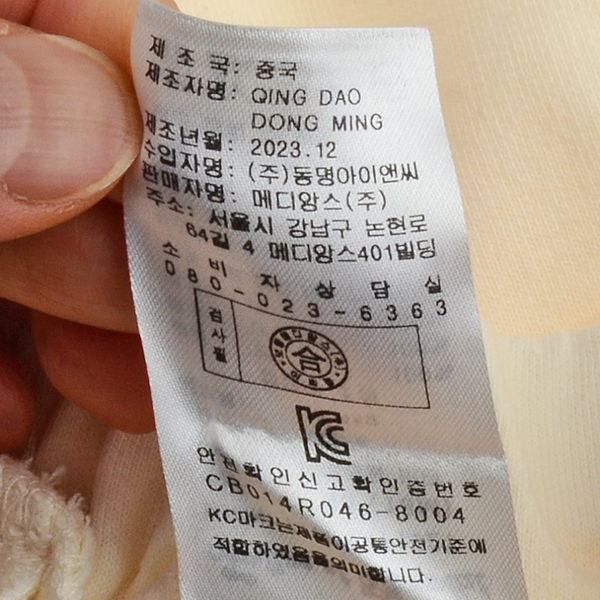 제 조 국: 중국
제조자명: QING DAO
DONG MING
제조년월: 2023.12
수입자명: (주)동명아이앤씨
판매자명: 메디앙스(주)
주소: 서울시 강남구 논현로
64길 4 메디앙스401빌딩
소 비 자 상 담 실
080-023-6363
검사필
合
KC
안전확인신고확인증번호
CB014R046-8004
KC마크는제품이공통안전기준에
적합하였음을의미합니다.